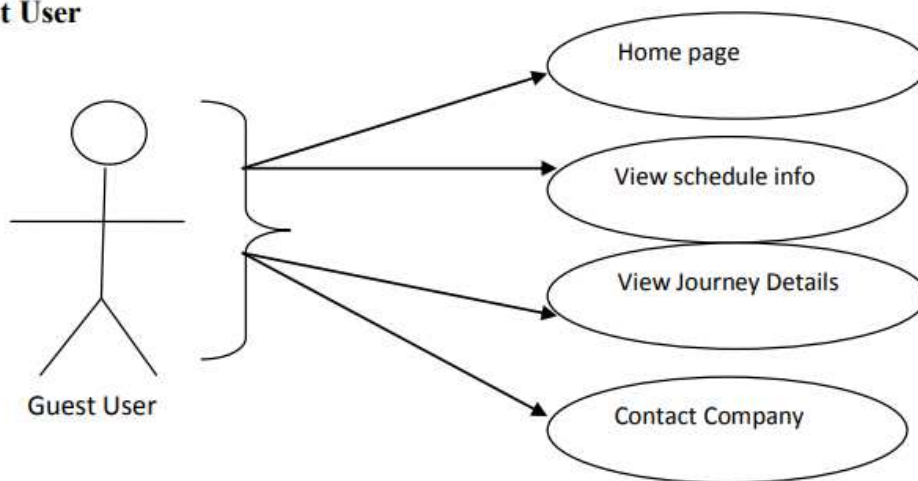 t User
Home page
View schedule info
View Journey Details
Contact Company
Guest User